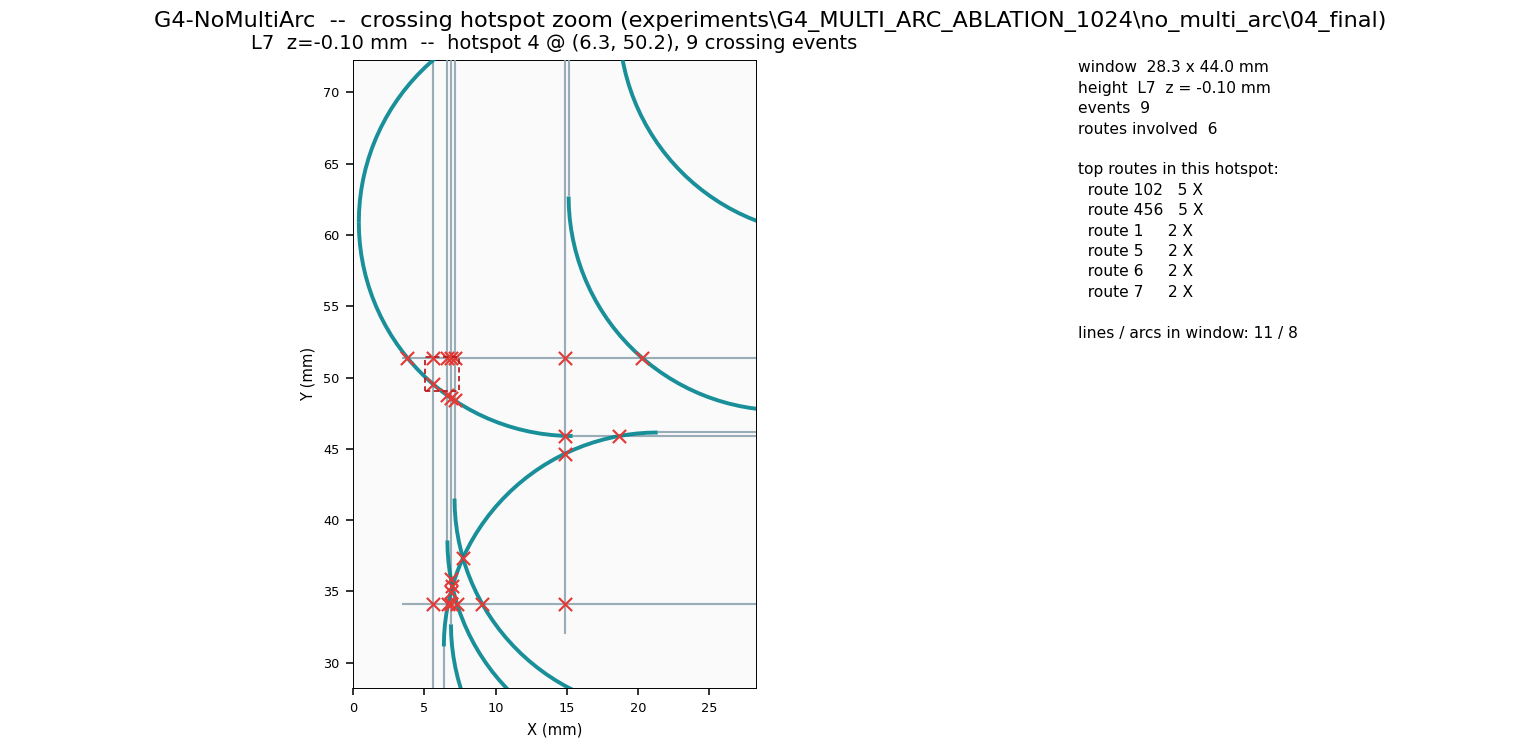 G4-NoMultiArc  --  crossing hotspot zoom (experiments\G4_MULTI_ARC_ABLATION_1024\no_multi_arc\04_final)
L7  z=-0.10 mm  --  hotspot 4 @ (6.3, 50.2), 9 crossing events
window  28.3 x 44.0 mm
height  L7  z = -0.10 mm
events  9
routes involved  6
top routes in this hotspot:
route 102   5 X
route 456   5 X
route 1     2 X
route 5     2 X
route 6     2 X
route 7     2 X
lines / arcs in window: 11 / 8
70
65
60
55
50
45
40
35
30
Y (mm)
0 5 10 15 20 25
X (mm)